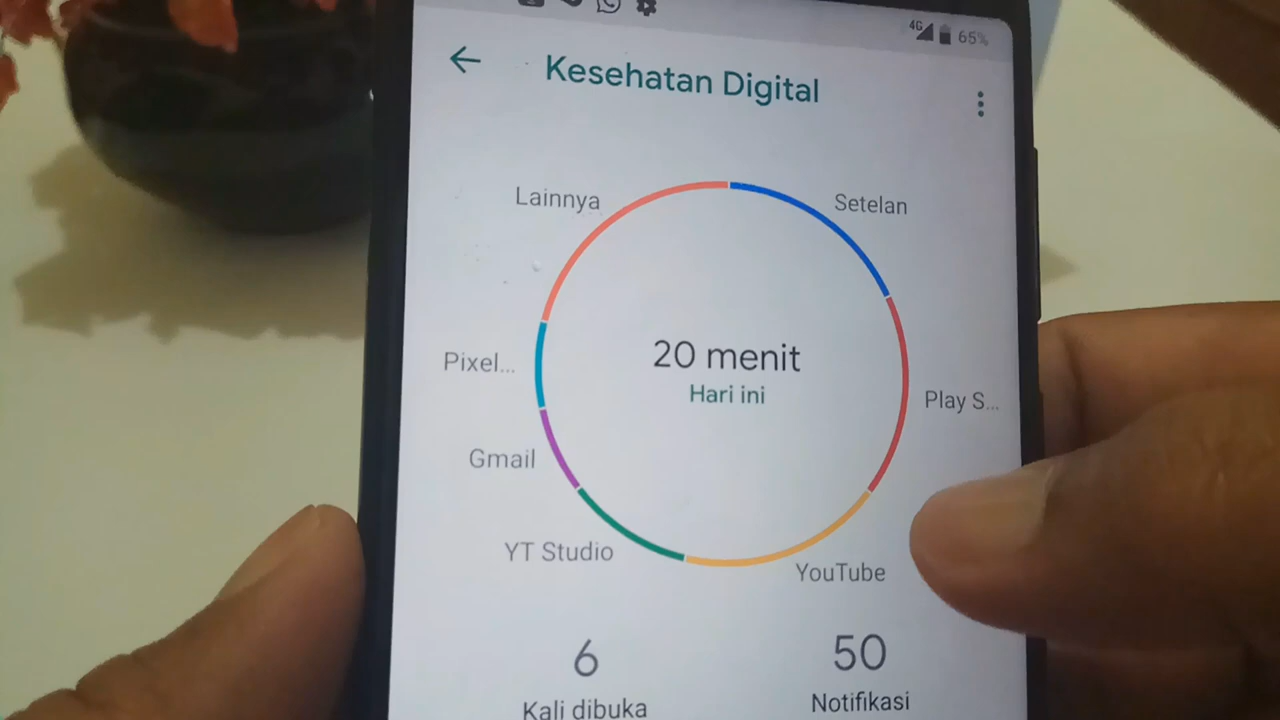 4G 65%
Kesehatan Digital
Lainnya
Setelan
20 menit
Hari ini
Pixel...
Play S...
Gmail
YT Studio
YouTube
6
50
Kali dibuka
Notifikasi